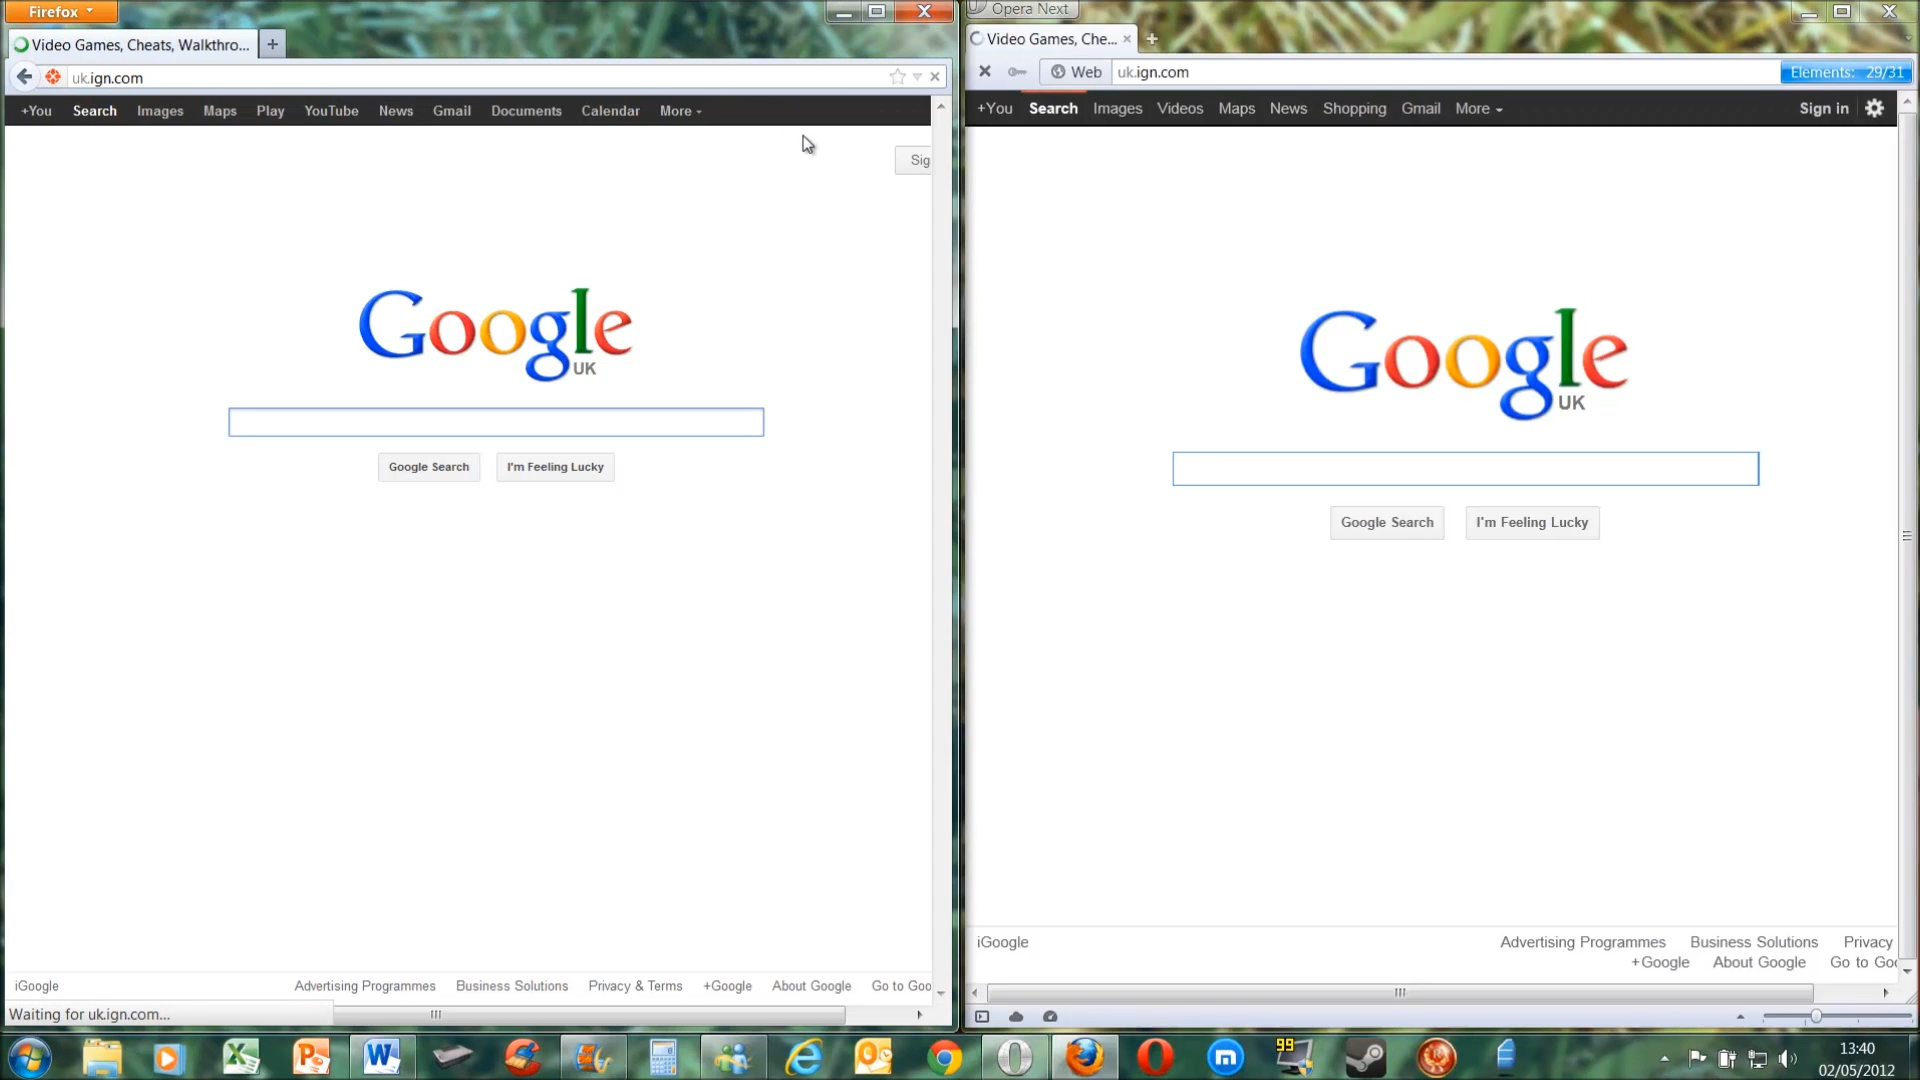 Firefox
Video Games, Cheats, Walkthro...
uk.ign.com
+You Search Images Maps Play YouTube News Gmail Documents Calendar More
Sig
Google
UK
Google Search I'm Feeling Lucky
iGoogle Advertising Programmes Business Solutions Privacy & Terms +Google About Google Go to Goo
Waiting for uk.ign.com...
Opera Next
Video Games, Che...
Web uk.ign.com Elements: 29/31
+You Search Images Videos Maps News Shopping Gmail More Sign in
Google
UK
Google Search I'm Feeling Lucky
iGoogle Advertising Programmes Business Solutions Privacy
+Google About Google Go to Goo
99
13:40
02/05/2012